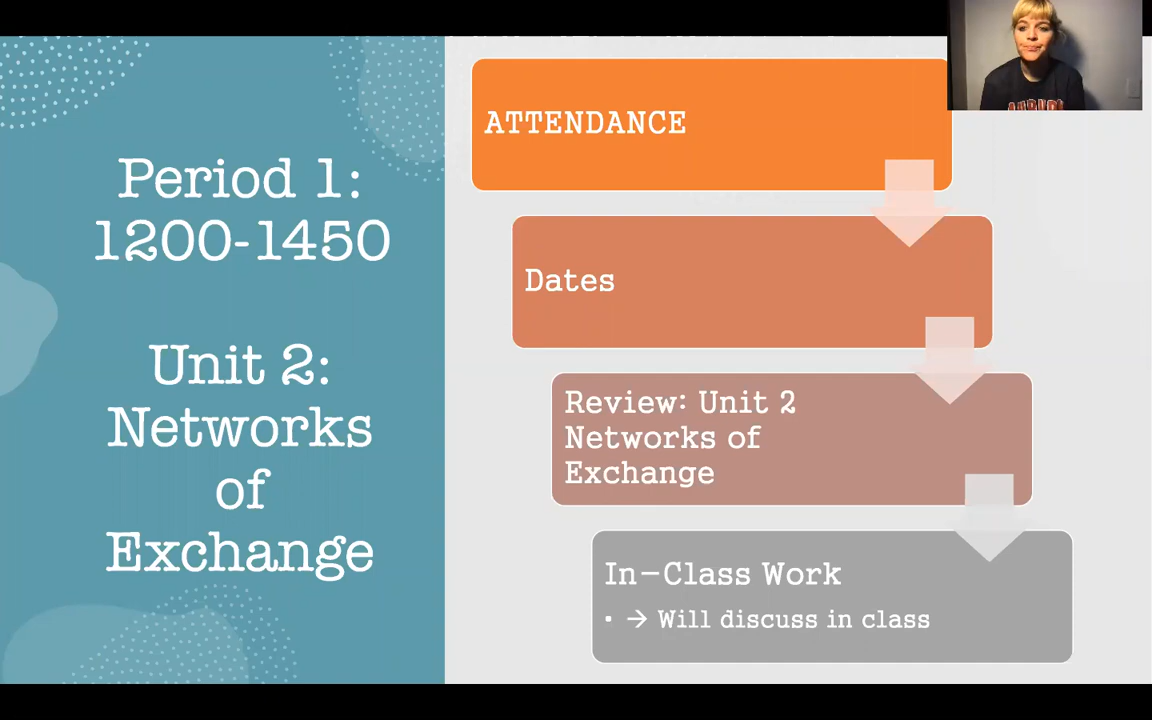 Period 1:
1200-1450
Unit 2:
Networks
of
Exchange
ATTENDANCE
Dates
Review: Unit 2
Networks of
Exchange
In-Class Work
• → Will discuss in class